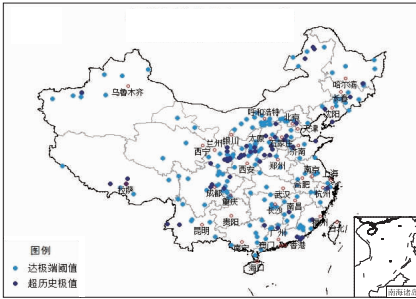 哈尔滨
乌鲁木齐
长春
沈阳
呼和浩特
北京
天津
银川
太原
石家庄
兰州
济南
西宁
西安
郑州
南京
合肥
上海
拉萨
成都
武汉
杭州
重庆
南昌
长沙
贵阳
福州
台北
昆明
广州
南宁
澳门
香港
海口
图例
达极端阈值
超历史极值
南海诸岛